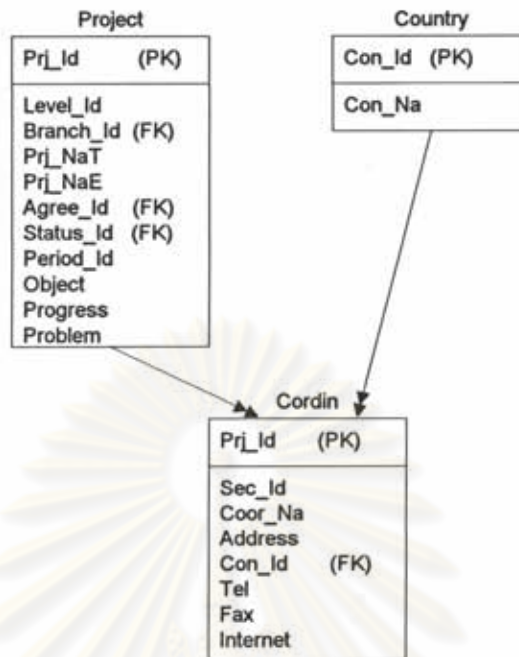 Project
Prj_Id (PK)
Level_Id
Branch_Id (FK)
Prj_NaT
Prj_NaE
Agree_Id (FK)
Status_Id (FK)
Period_Id
Object
Progress
Problem
Country
Con_Id (PK)
Con_Na
Cordin
Prj_Id (PK)
Sec_Id
Coor_Na
Address
Con_Id (FK)
Tel
Fax
Internet